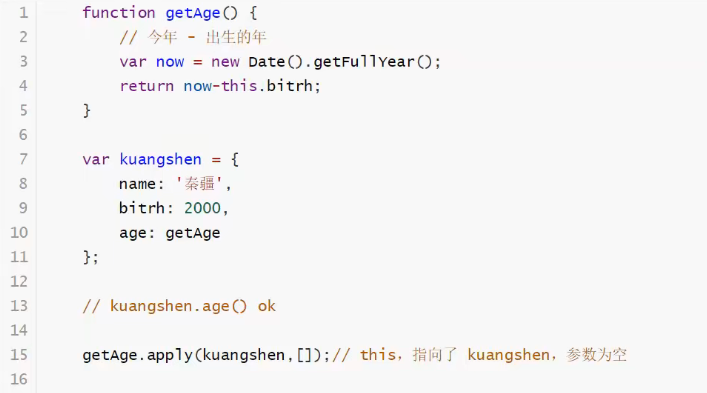 1 function getAge() {
2 // 今年 - 出生的年
3 var now = new Date().getFullYear();
4 return now-this.bitrh;
5 }
6
7 var kuangshen = {
8 name: '秦疆',
9 bitrh: 2000,
10 age: getAge
11 };
12
13 // kuangshen.age() ok
14
15 getAge.apply(kuangshen,[]);// this，指向了 kuangshen，参数为空
16